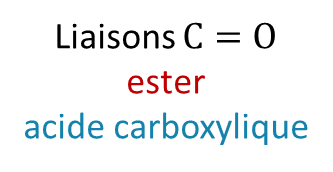 Liaisons C = O
ester
acide carboxylique